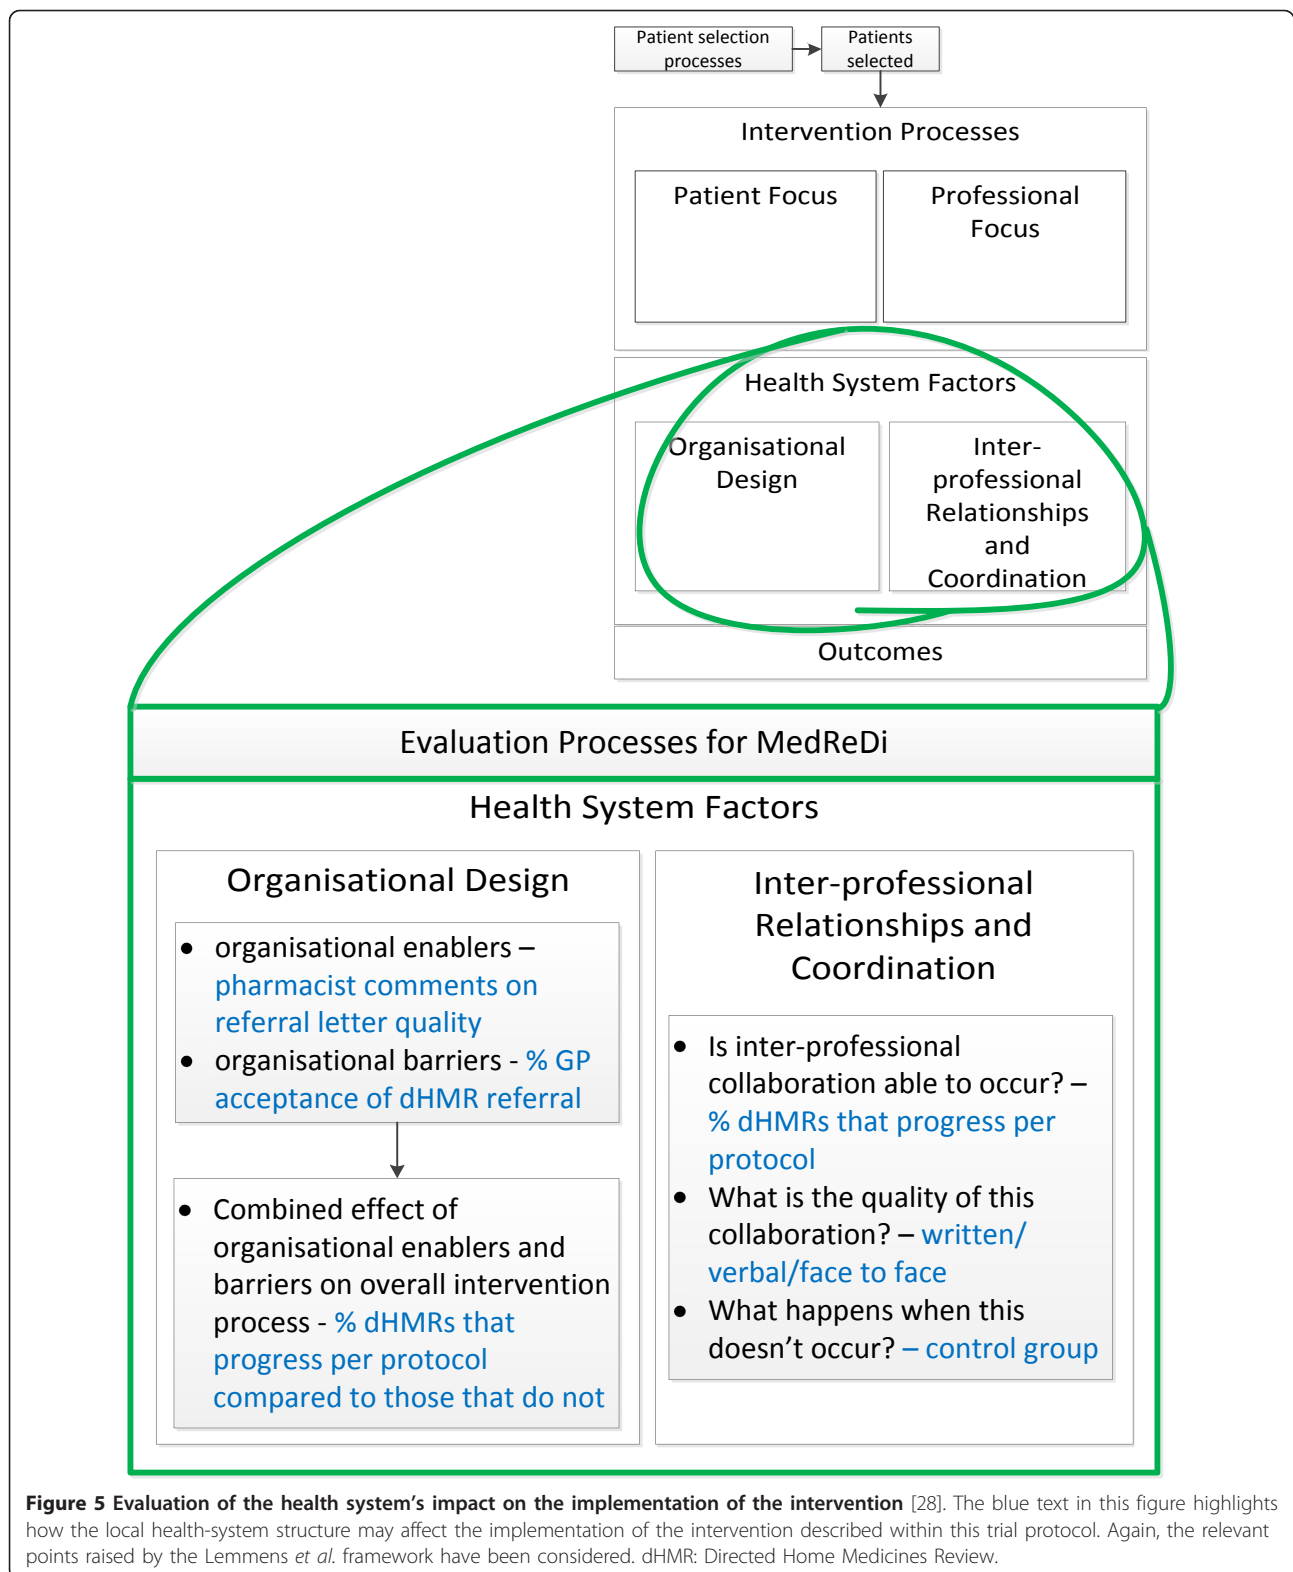 Patient selection
processes
Patients
selected
Intervention Processes
Patient Focus
Professional
Focus
Health System Factors
Organisational
Design
Inter-
professional
Relationships
and
Coordination
Outcomes
Evaluation Processes for MedReDi
Health System Factors
Organisational Design
• organisational enablers –
pharmacist comments on
referral letter quality
• organisational barriers - % GP
acceptance of dHMR referral
• Combined effect of
organisational enablers and
barriers on overall intervention
process - % dHMRs that
progress per protocol
compared to those that do not
Inter-professional
Relationships and
Coordination
• Is inter-professional
collaboration able to occur? –
% dHMRs that progress per
protocol
• What is the quality of this
collaboration? – written/
verbal/face to face
• What happens when this
doesn’t occur? – control group
Figure 5 Evaluation of the health system’s impact on the implementation of the intervention [28]. The blue text in this figure highlights
how the local health-system structure may affect the implementation of the intervention described within this trial protocol. Again, the relevant
points raised by the Lemmens et al. framework have been considered. dHMR: Directed Home Medicines Review.